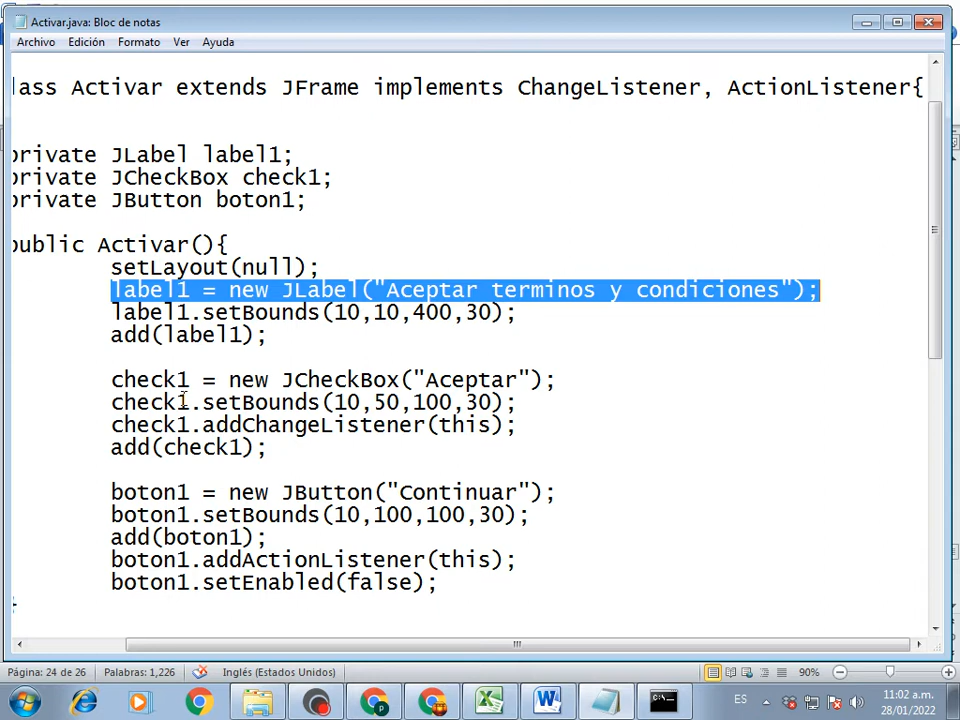 Activar.java: Bloc de notas
Archivo Edición Formato Ver Ayuda
lass Activar extends JFrame implements ChangeListener, ActionListener{
private JLabel label1;
private JCheckBox check1;
private JButton boton1;
public Activar(){
setLayout(null);
label1 = new JLabel("Aceptar terminos y condiciones");
label1.setBounds(10,10,400,30);
add(label1);
check1 = new JCheckBox("Aceptar");
check1.setBounds(10,50,100,30);
check1.addChangeListener(this);
add(check1);
boton1 = new JButton("Continuar");
boton1.setBounds(10,100,100,30);
add(boton1);
boton1.addActionListener(this);
boton1.setEnabled(false);
}
Página: 24 de 26 Palabras: 1,226 Inglés (Estados Unidos) 90%
ES 11:02 a.m.
28/01/2022